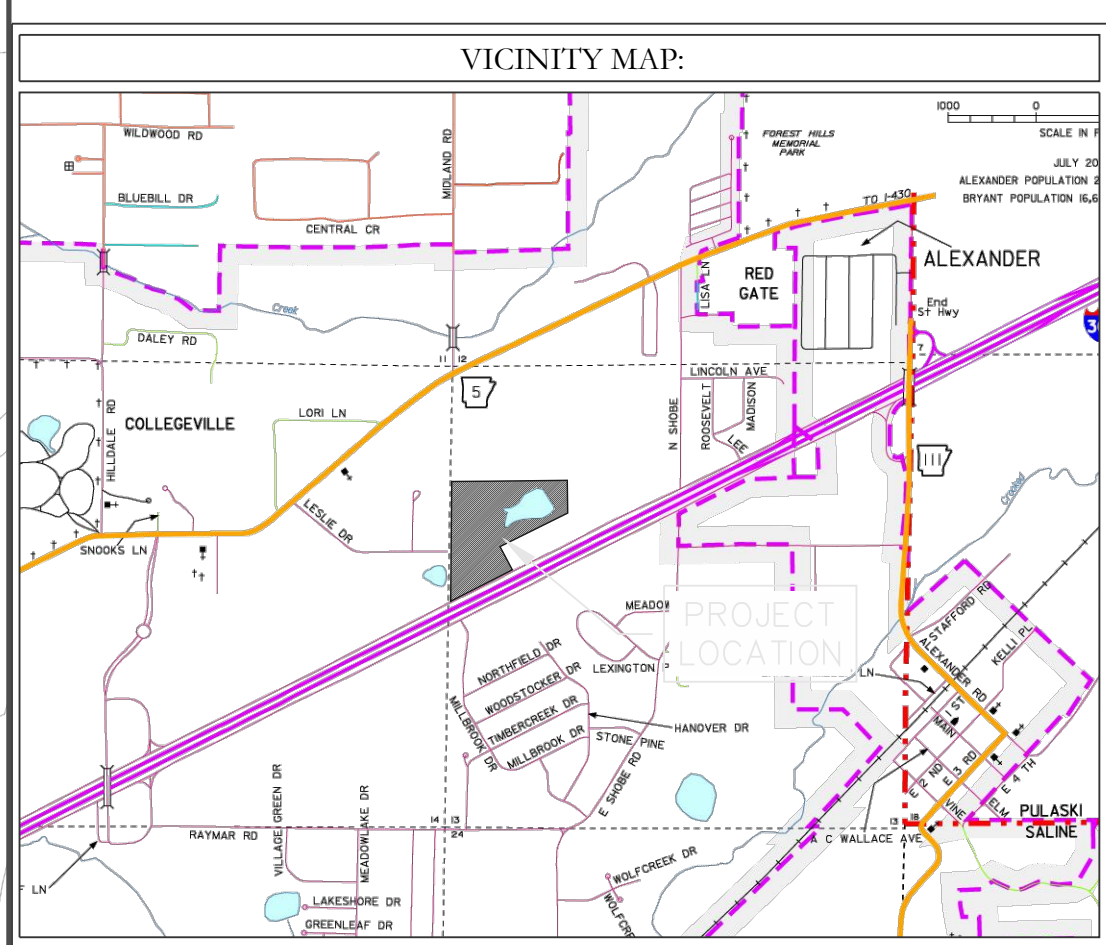 VICINITY MAP:
WILDWOOD RD
MIDLAND RD
FOREST HILLS
MEMORIAL
PARK
1000 0
SCALE IN F
JULY 20
ALEXANDER POPULATION 2
BRYANT POPULATION 16,6
BLUEBILL DR
CENTRAL CR
TO I-430
ALEXANDER
LISA LN
RED
GATE
End
St Hwy
Creek
DALEY RD
11 12
7
5
LINCOLN AVE
N SHOBE
ROOSEVELT
MADISON
LEE
COLLEGEVILLE
HILLDALE RD
LORI LN
111
LESLIE DR
SNOOKS LN
Crooked
PROJECT
LOCATION
MEADOW
LEXINGTON
STAFFORD RD
KELLI PL
ALEXANDER RD
LN
NORTHFIELD DR
WOODSTOCKER DR
TIMBERCREEK DR
MILLBROOK DR
MILLBROOK DR
HANOVER DR
STONE PINE
E SHOBE RD
1 ST
MAIN
E 2 ND
E 3 RD
E 4 TH
VINE
ELM
PULASKI
SALINE
VILLAGE GREEN DR
MEADOWLAKE DR
RAYMAR RD
14 13
24
13 18
A C WALLACE AVE
F LN
WOLFCREEK DR
WOLFCR
LAKESHORE DR
GREENLEAF DR